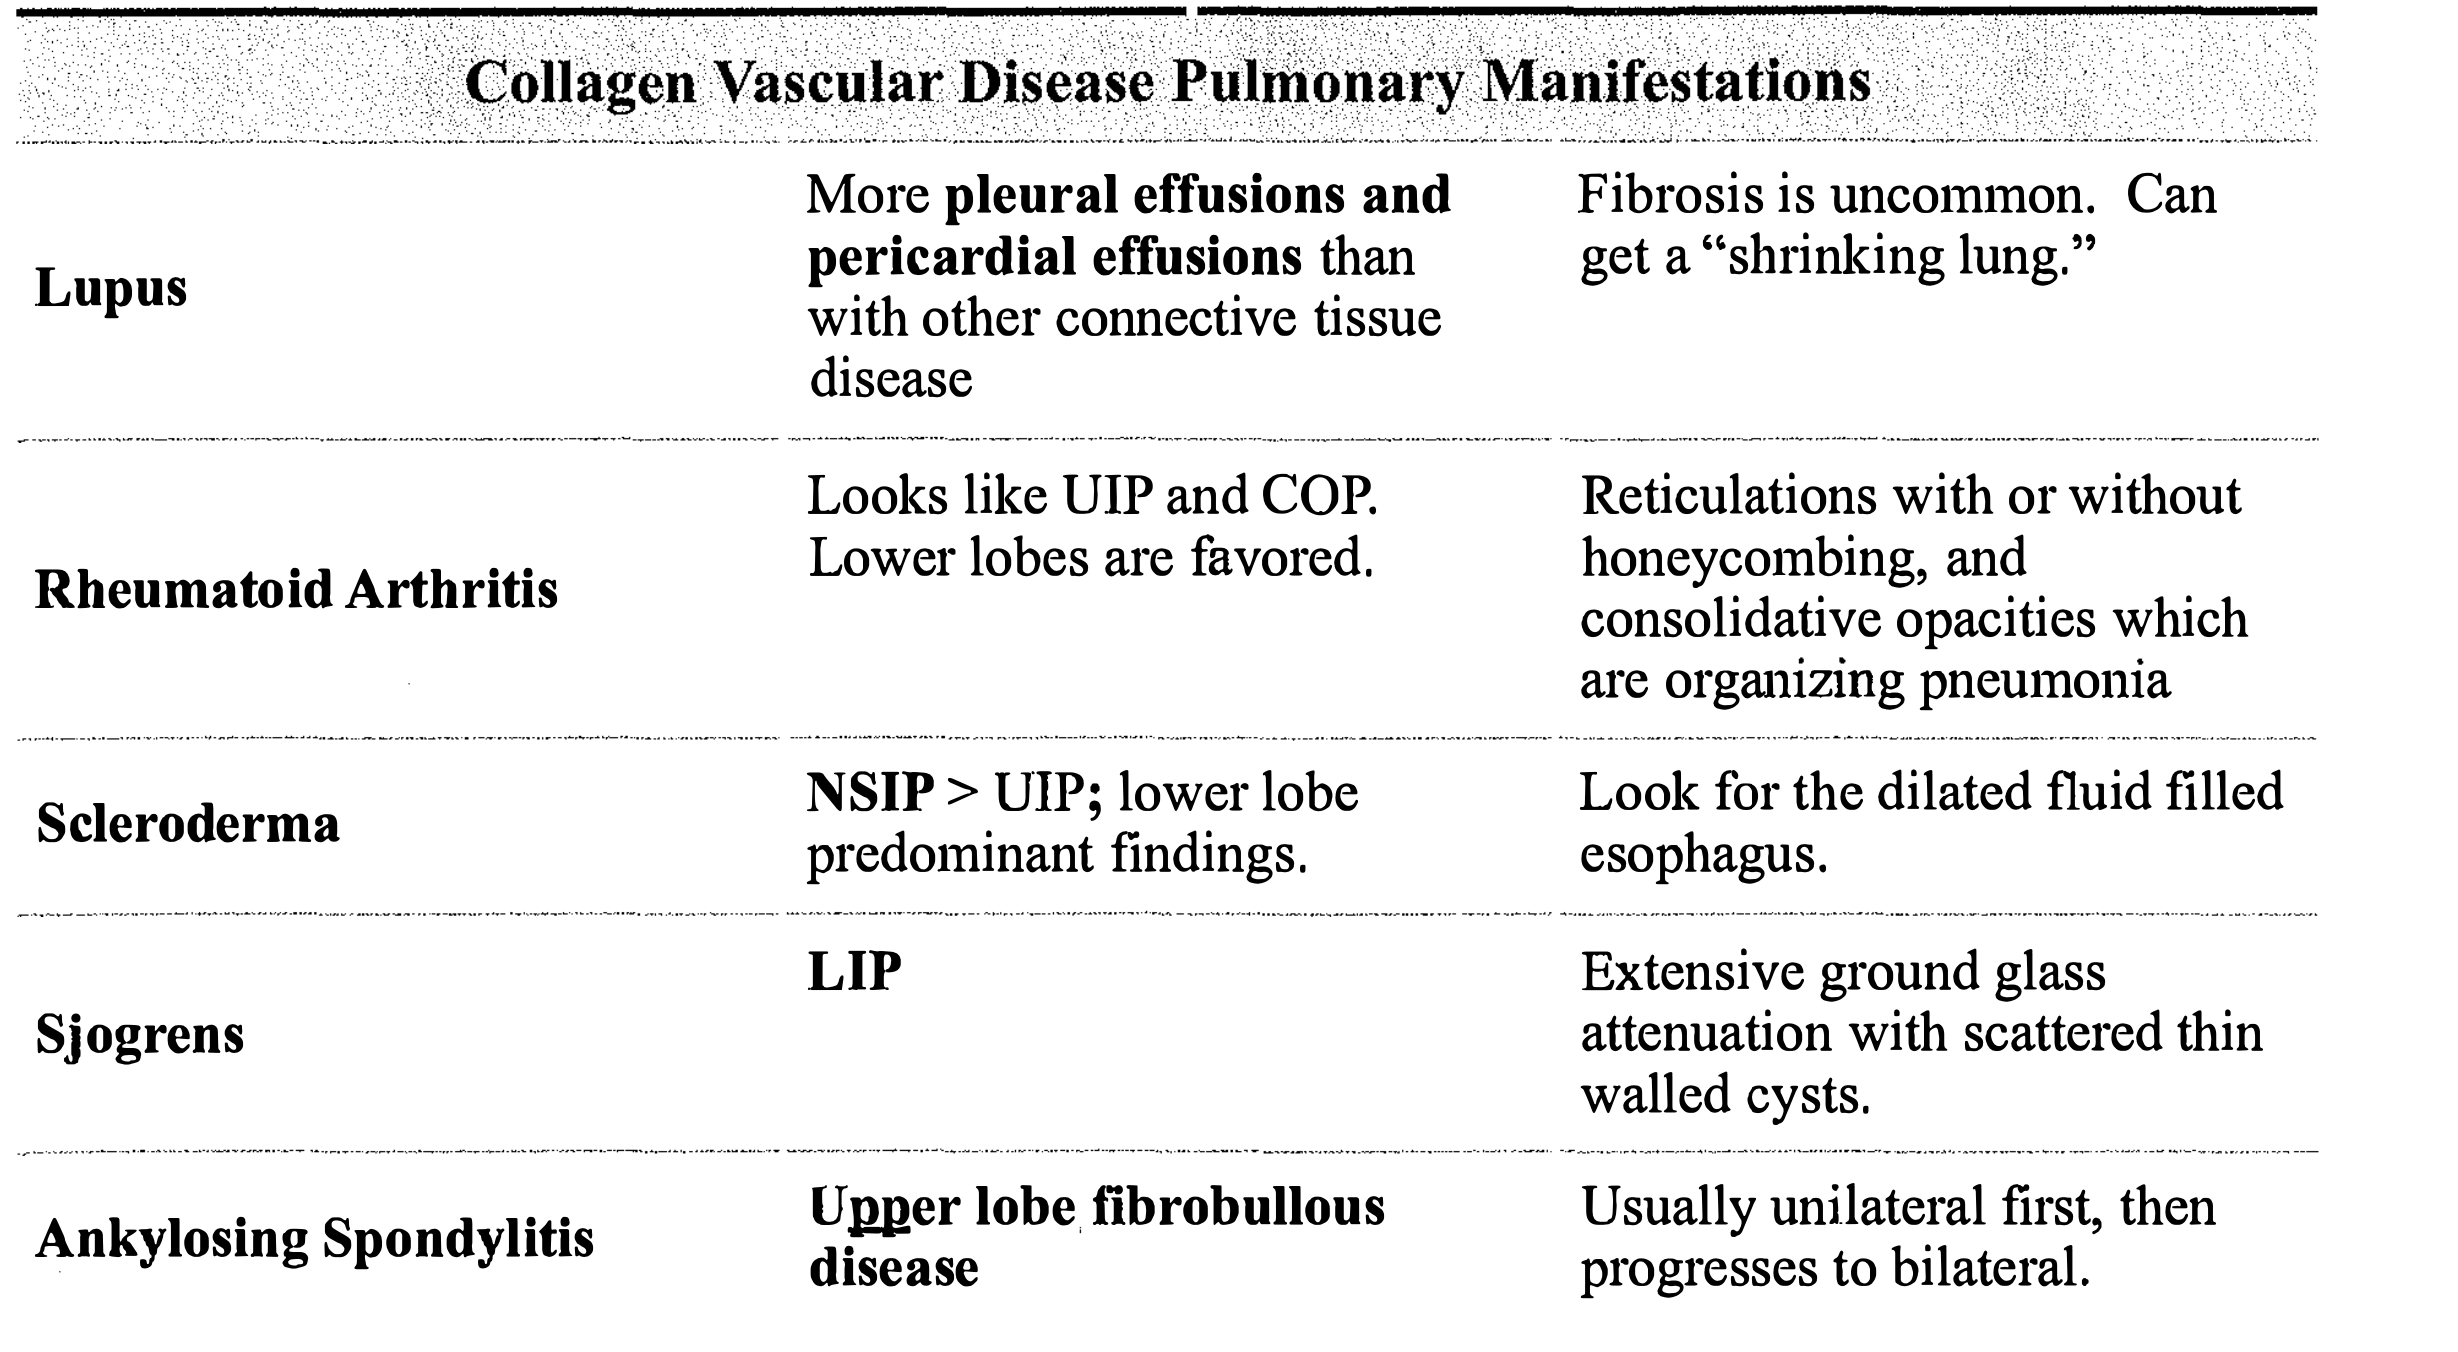 Collagen Vascular Disease Pulmonary Manifestations
Lupus
More pleural effusions and
pericardial effusions than
with other connective tissue
disease
Fibrosis is uncommon. Can
get a “shrinking lung.”
Rheumatoid Arthritis
Looks like UIP and COP.
Lower lobes are favored.
Reticulations with or without
honeycombing, and
consolidative opacities which
are organizing pneumonia
Scleroderma
NSIP > UIP; lower lobe
predominant findings.
Look for the dilated fluid filled
esophagus.
Sjogrens
LIP
Extensive ground glass
attenuation with scattered thin
walled cysts.
Ankylosing Spondylitis
Upper lobe fibrobullous
disease
Usually unilateral first, then
progresses to bilateral.